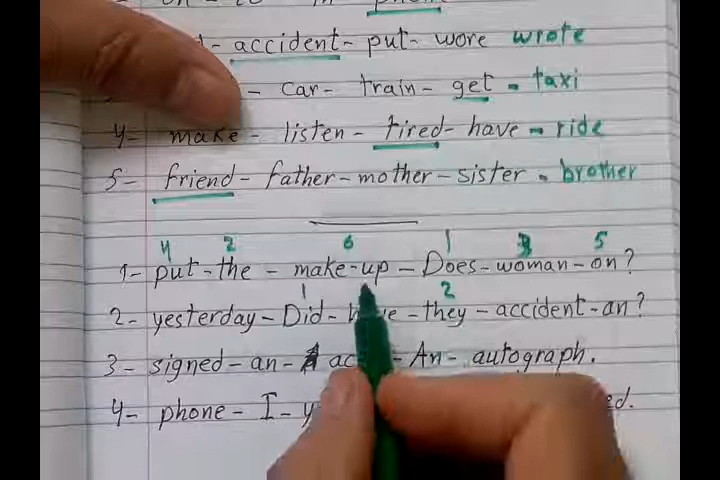 in phone
- accident - put - wore wrote
- car - train - get - taxi
4- make - listen - tired - have - ride
5- friend - father - mother - sister - brother
4 2 6 1 3 5
1- put - the - make-up - Does - woman - on?
1 2
2- yesterday - Did - - they - accident - an?
3- signed - an - - An - autograph.
4- phone - I -